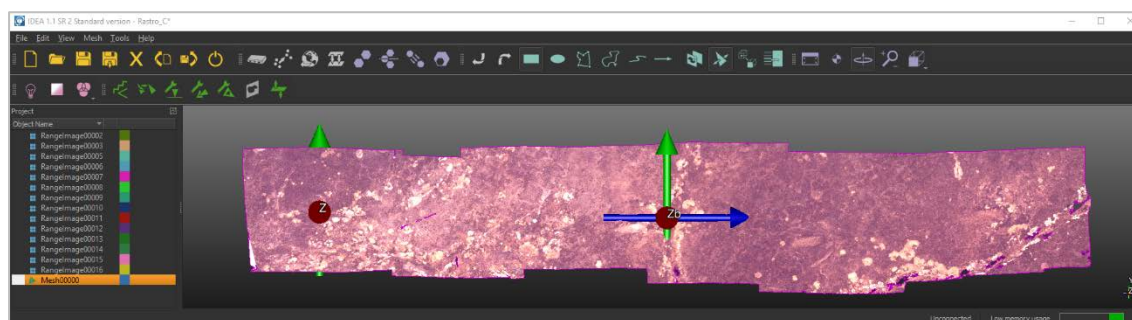 IDEA 1.1 SR 2 Standard version - Rastro_C*
File Edit View Mesh Tools Help
Project
Object Name
RangeImage00002
RangeImage00003
RangeImage00005
RangeImage00006
RangeImage00007
RangeImage00008
RangeImage00009
RangeImage00010
RangeImage00011
RangeImage00012
RangeImage00013
RangeImage00014
RangeImage00015
RangeImage00016
Mesh00000
Z
Zb
Unconnected Low memory usage